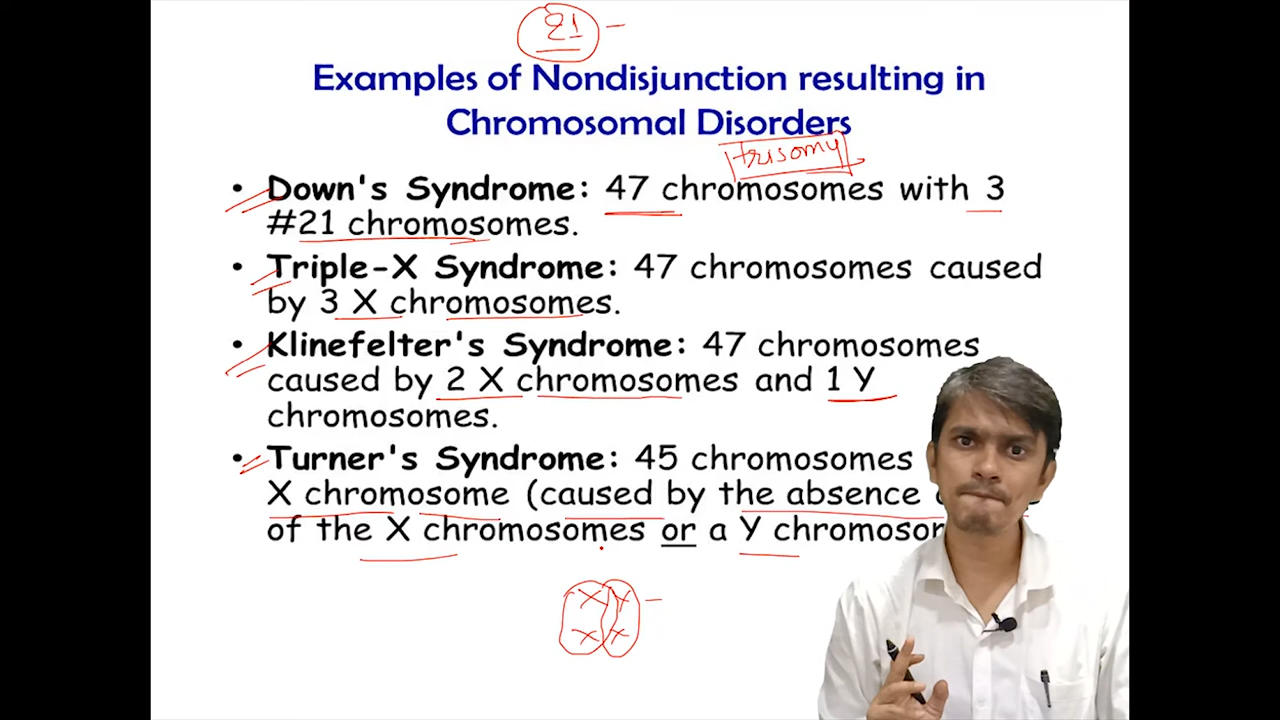 21
Examples of Nondisjunction resulting in
Chromosomal Disorders
trisomy
• Down's Syndrome: 47 chromosomes with 3
#21 chromosomes.
• Triple-X Syndrome: 47 chromosomes caused
by 3 X chromosomes.
• Klinefelter's Syndrome: 47 chromosomes
caused by 2 X chromosomes and 1 Y
chromosomes.
• Turner's Syndrome: 45 chromosomes
X chromosome (caused by the absence
of the X chromosomes or a Y
X Y
X X